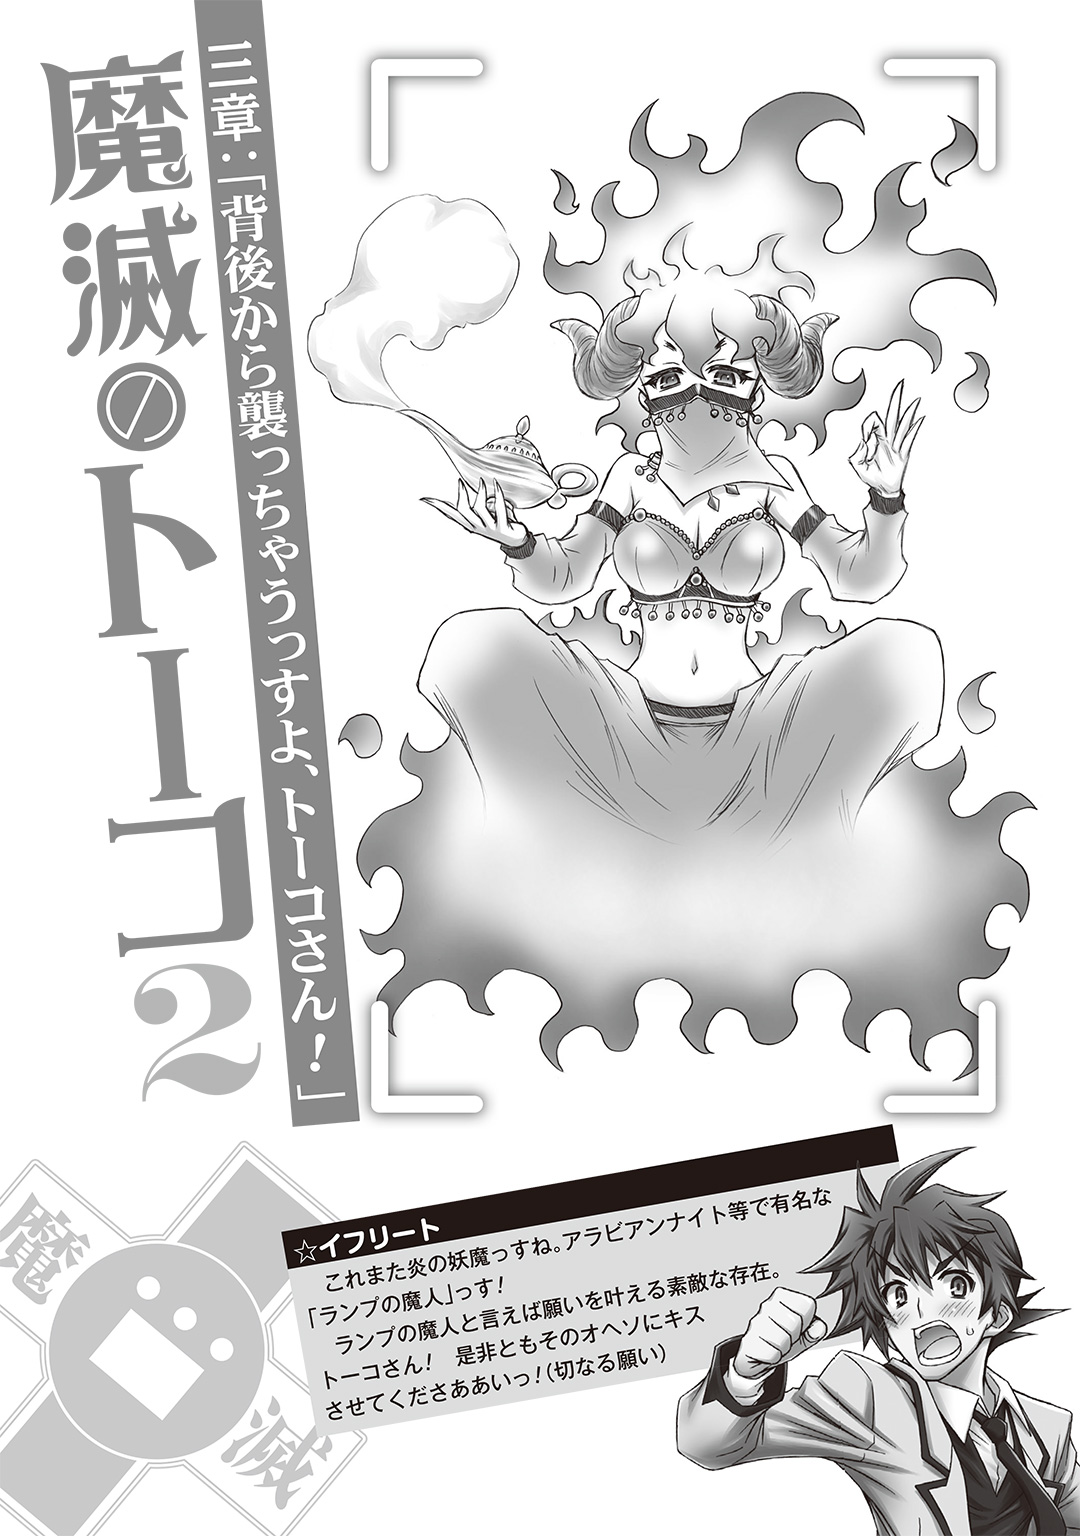 魔滅のトーコ2
三章:「背後から襲っちゃうっすよ、トーコさん!」
☆イフリート
これまた炎の妖魔っすね。アラビアンナイト等で有名な
「ランプの魔人」っす!
ランプの魔人と言えば願いを叶える素敵な存在。
トーコさん! 是非ともそのオヘソにキス
させてくださああいっ!(切なる願い)
魔
滅